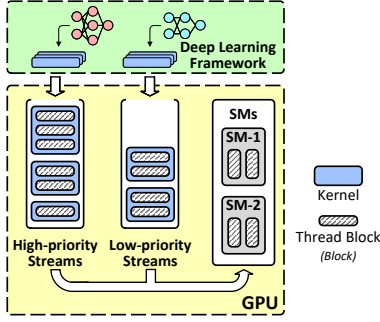 Deep Learning
Framework
SMs
SM-1
SM-2
High-priority
Streams
Low-priority
Streams
GPU
Kernel
Thread Block
(Block)